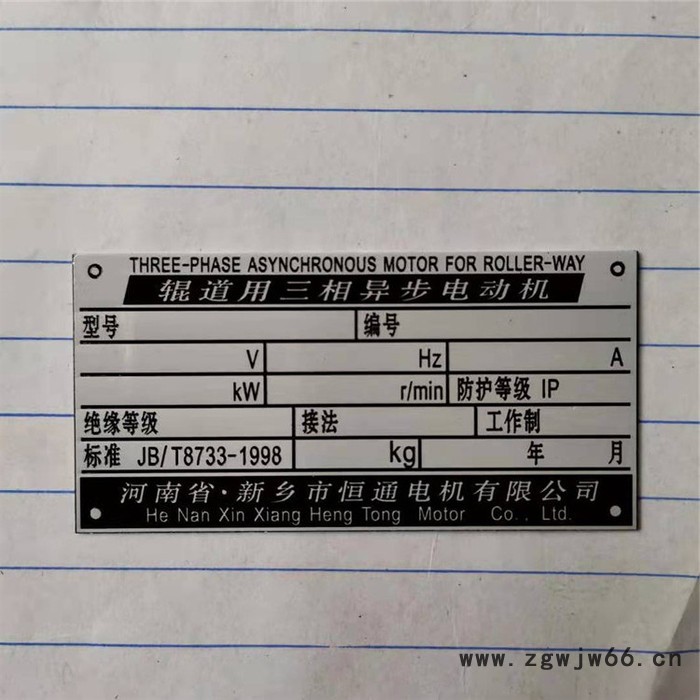 THREE-PHASE ASYNCHRONOUS MOTOR FOR ROLLER-WAY
辊道用三相异步电动机
型号 编号
V Hz A
kW r/min 防护等级 IP
绝缘等级 接法 工作制
标准 JB/T8733-1998 kg 年 月
河南省·新乡市恒通电机有限公司
He Nan Xin Xiang Heng Tong Motor Co., Ltd.
www.zgwjw66.cn